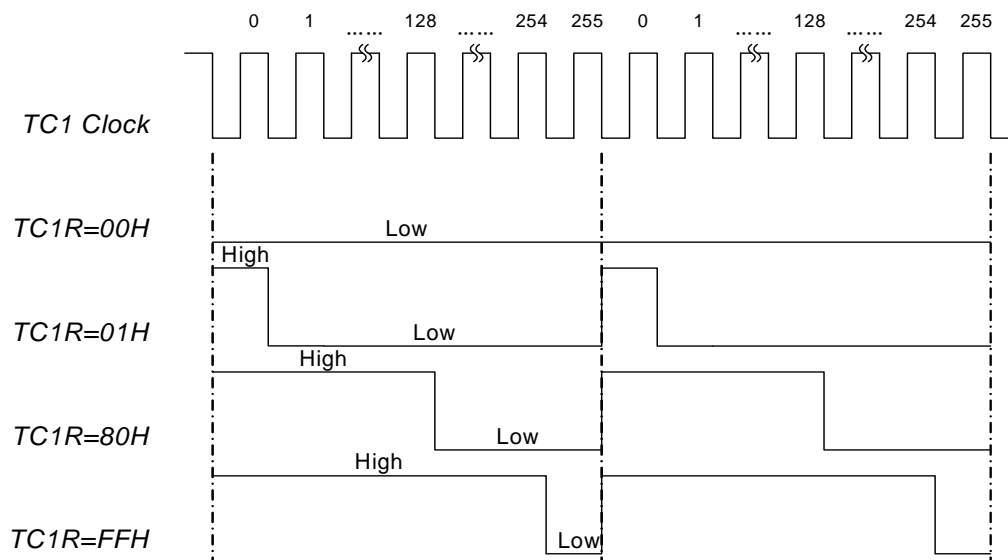 0 1 …… 128 …… 254 255 0 1 …… 128 …… 254 255
TC1 Clock
TC1R=00H
Low
High
TC1R=01H
Low
High
TC1R=80H
Low
High
TC1R=FFH
Low